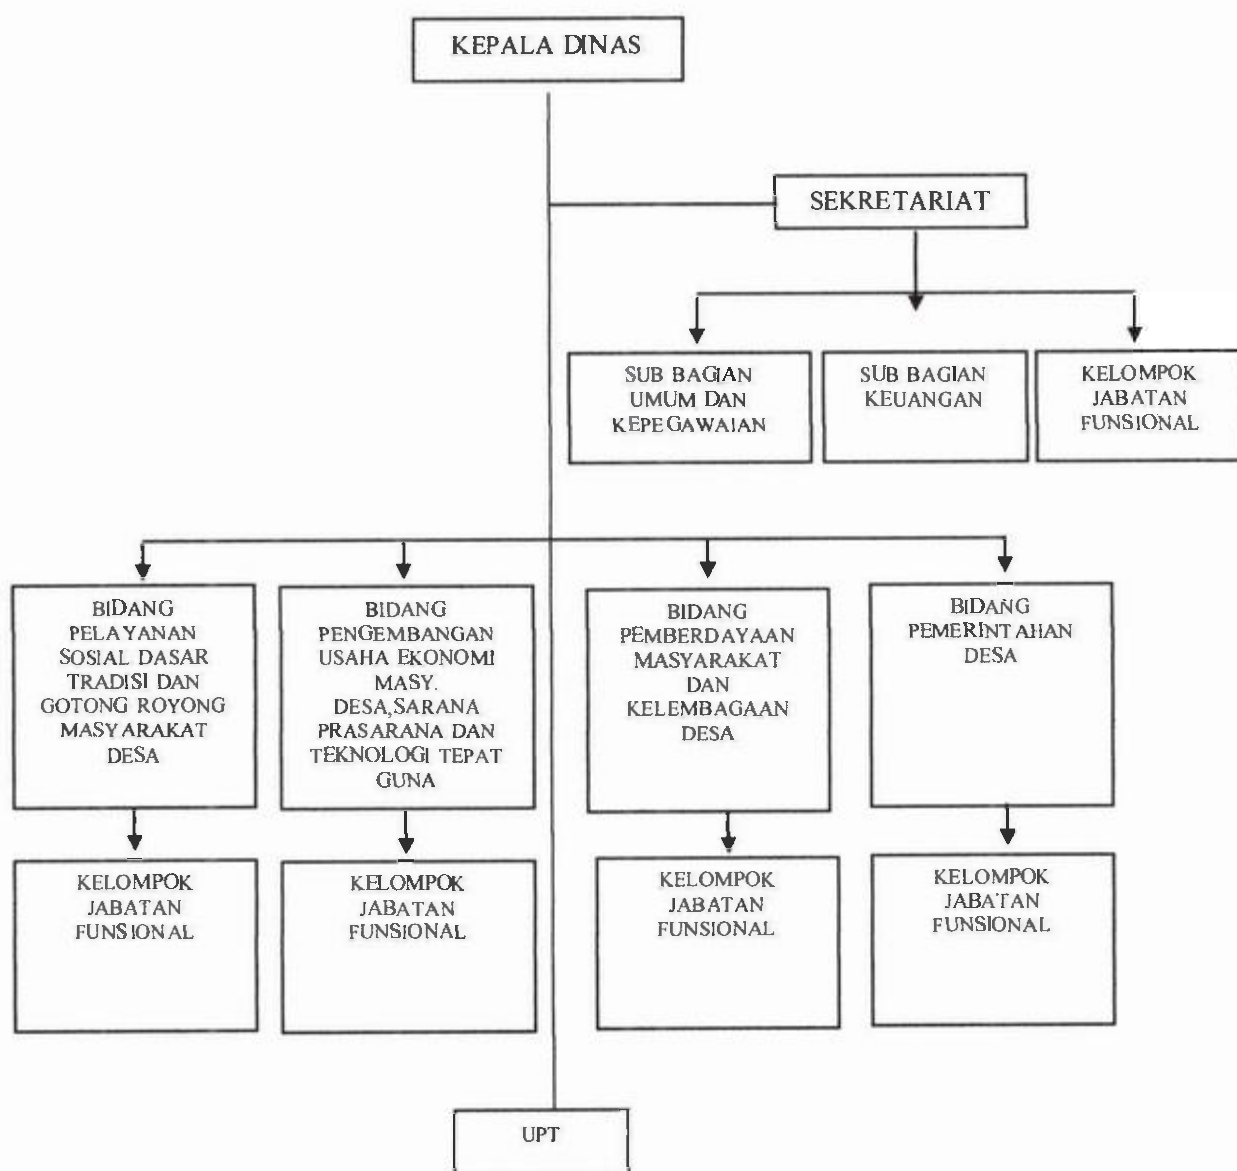 KEPALA DINAS
SEKRETARIAT
SUB BAGIAN
UMUM DAN
KEPEGAWAIAN
SUB BAGIAN
KEUANGAN
KELOMPOK
JABATAN
FUNSIONAL
BIDANG
PELAYANAN
SOSIAL DASAR
TRADISI DAN
GOTONG ROYONG
MASYARAKAT
DESA
BIDANG
PENGEMBANGAN
USAHA EKONOMI
MASY.
DESA,SARANA
PRASARANA DAN
TEKNOLOGI TEPAT
GUNA
BIDANG
PEMBERDAYAAN
MASYARAKAT
DAN
KELEMBAGAAN
DESA
BIDANG
PEMERINTAHAN
DESA
KELOMPOK
JABATAN
FUNSIONAL
KELOMPOK
JABATAN
FUNSIONAL
KELOMPOK
JABATAN
FUNSIONAL
KELOMPOK
JABATAN
FUNSIONAL
UPT